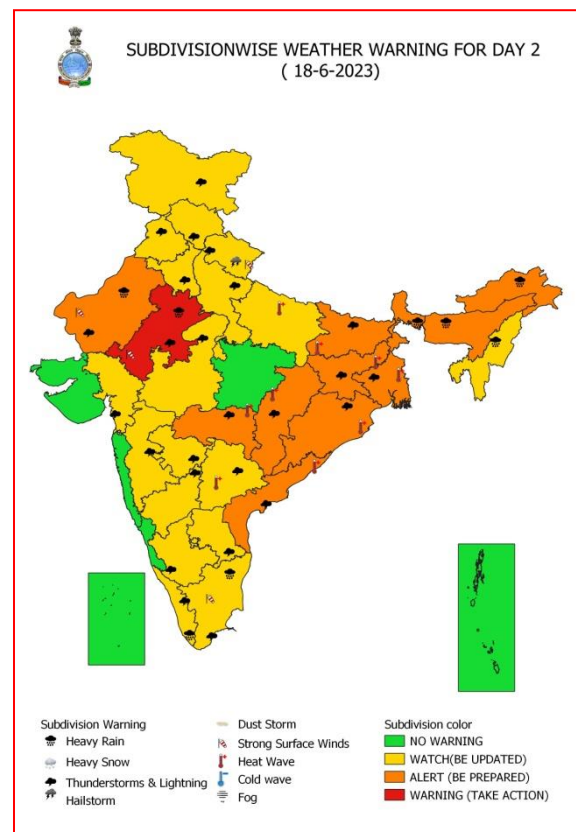 SUBDIVISIONWISE WEATHER WARNING FOR DAY 2
( 18-6-2023)
Subdivision Warning
Heavy Rain
Heavy Snow
Thunderstorms & Lightning
Hailstorm
Dust Storm
Strong Surface Winds
Heat Wave
Cold wave
Fog
Subdivision color
NO WARNING
WATCH(BE UPDATED)
ALERT (BE PREPARED)
WARNING (TAKE ACTION)